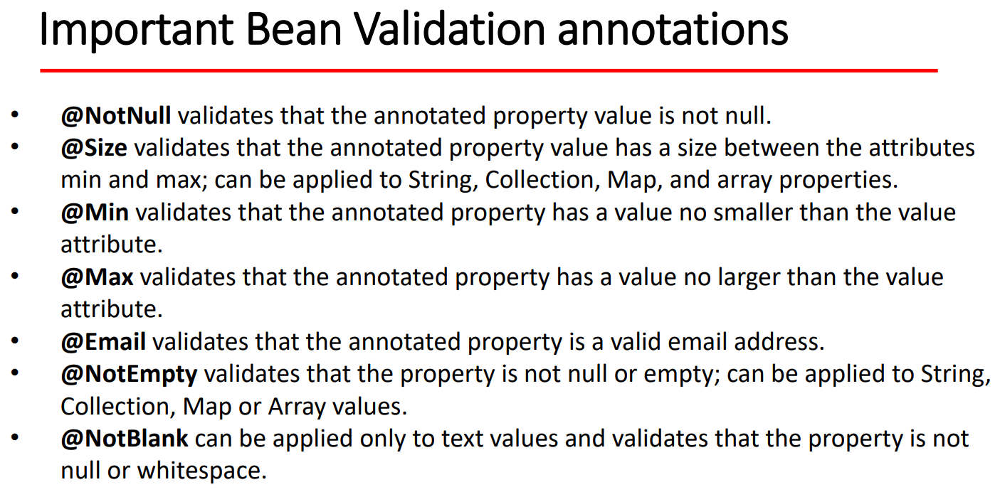 Important Bean Validation annotations
• @NotNull validates that the annotated property value is not null.
• @Size validates that the annotated property value has a size between the attributes
min and max; can be applied to String, Collection, Map, and array properties.
• @Min validates that the annotated property has a value no smaller than the value
attribute.
• @Max validates that the annotated property has a value no larger than the value
attribute.
• @Email validates that the annotated property is a valid email address.
• @NotEmpty validates that the property is not null or empty; can be applied to String,
Collection, Map or Array values.
• @NotBlank can be applied only to text values and validates that the property is not
null or whitespace.